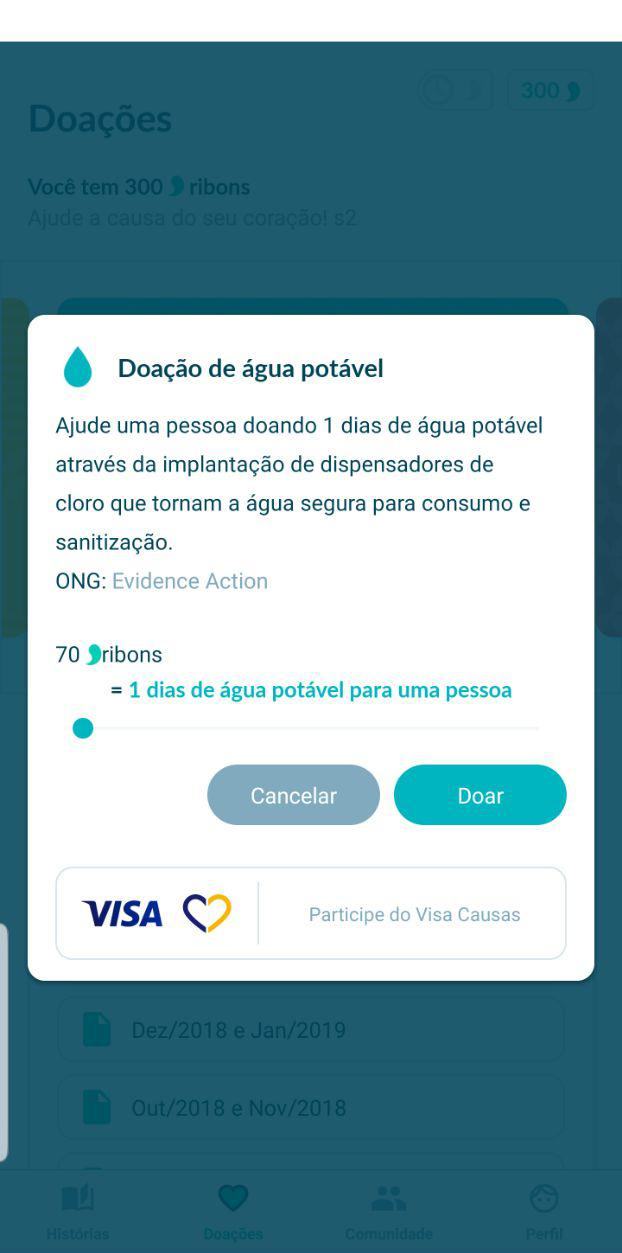 300
Doações
Você tem 300 ribons
Ajude a causa do seu coração! s2
Doação de água potável
Ajude uma pessoa doando 1 dias de água potável
através da implantação de dispensadores de
cloro que tornam a água segura para consumo e
sanitização.
ONG: Evidence Action
70 ribons
= 1 dias de água potável para uma pessoa
Cancelar Doar
VISA Participe do Visa Causas
Dez/2018 e Jan/2019
Out/2018 e Nov/2018
Histórias Doações Comunidade Perfil